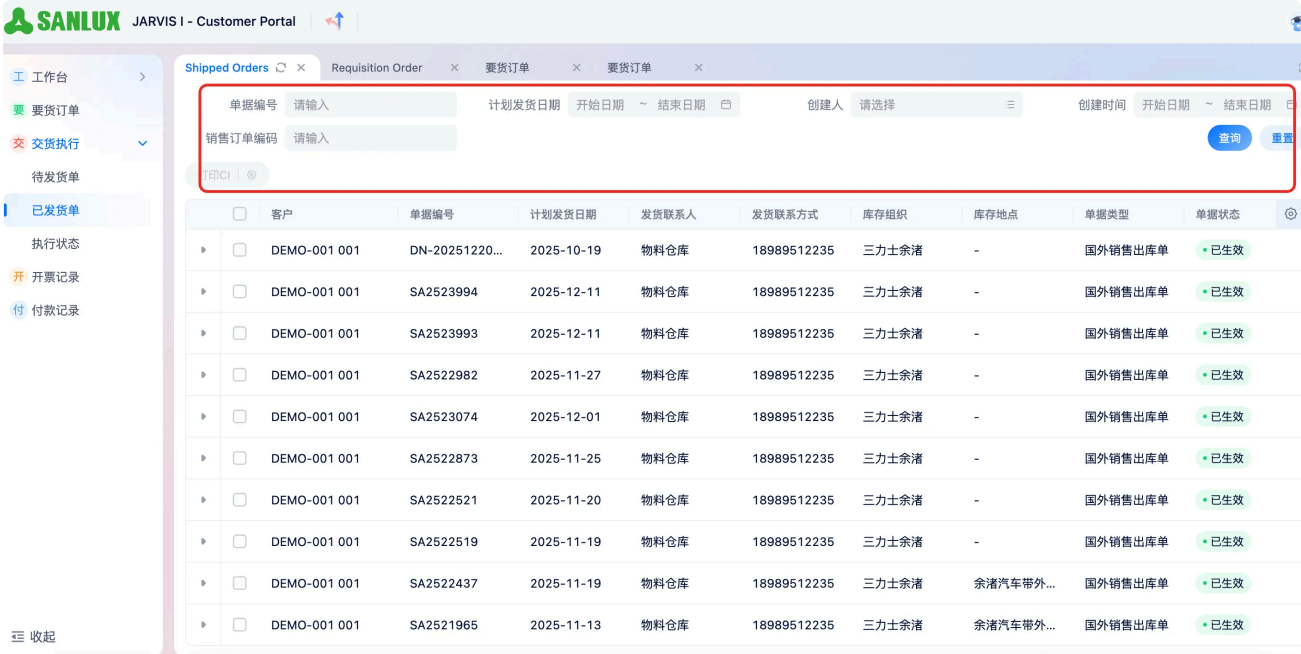 SANLUX JARVIS I - Customer Portal
Shipped Orders Requisition Order 要货订单 要货订单
工 工作台
要 要货订单
交 交货执行
待发货单
已发货单
执行状态
开 开票记录
付 付款记录
收起
单据编号 请输入 计划发货日期 开始日期 ~ 结束日期 创建人 请选择 创建时间 开始日期 ~ 结束日期
销售订单编码 请输入 查询 重置
打印CI
客户 单据编号 计划发货日期 发货联系人 发货联系方式 库存组织 库存地点 单据类型 单据状态
DEMO-001 001 DN-20251220... 2025-10-19 物料仓库 18989512235 三力士余渚 - 国外销售出库单 已生效
DEMO-001 001 SA2523994 2025-12-11 物料仓库 18989512235 三力士余渚 - 国外销售出库单 已生效
DEMO-001 001 SA2523993 2025-12-11 物料仓库 18989512235 三力士余渚 - 国外销售出库单 已生效
DEMO-001 001 SA2522982 2025-11-27 物料仓库 18989512235 三力士余渚 - 国外销售出库单 已生效
DEMO-001 001 SA2523074 2025-12-01 物料仓库 18989512235 三力士余渚 - 国外销售出库单 已生效
DEMO-001 001 SA2522873 2025-11-25 物料仓库 18989512235 三力士余渚 - 国外销售出库单 已生效
DEMO-001 001 SA2522521 2025-11-20 物料仓库 18989512235 三力士余渚 - 国外销售出库单 已生效
DEMO-001 001 SA2522519 2025-11-19 物料仓库 18989512235 三力士余渚 - 国外销售出库单 已生效
DEMO-001 001 SA2522437 2025-11-19 物料仓库 18989512235 三力士余渚 余渚汽车带外... 国外销售出库单 已生效
DEMO-001 001 SA2521965 2025-11-13 物料仓库 18989512235 三力士余渚 余渚汽车带外... 国外销售出库单 已生效